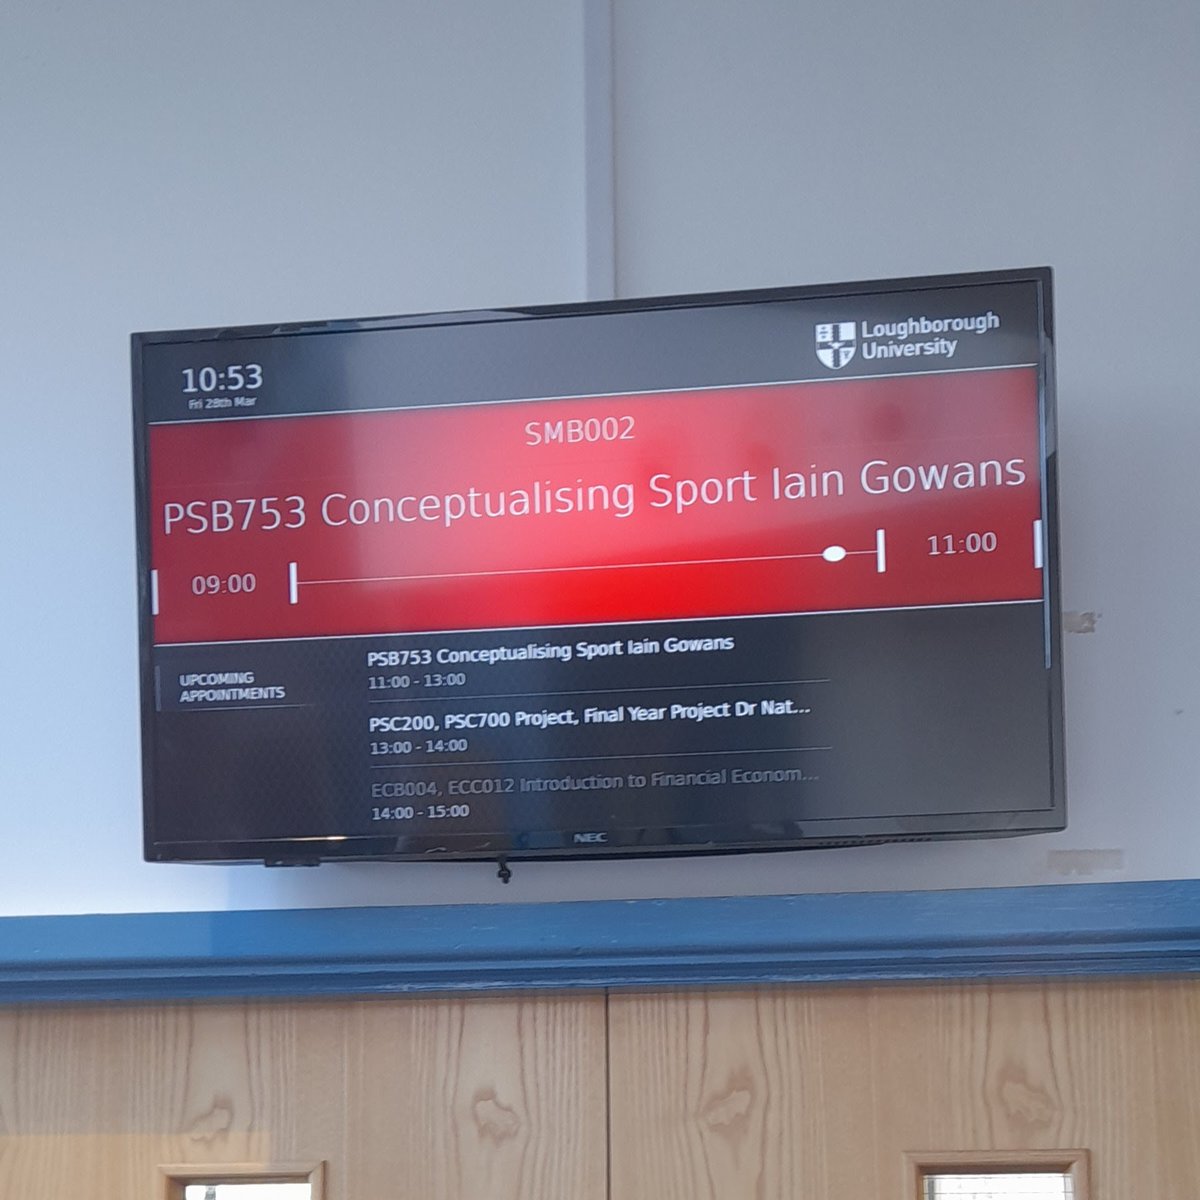 10:53
Fri 28th Mar
Loughborough
University
SMB002
PSB753 Conceptualising Sport Iain Gowans
09:00
11:00
UPCOMING
APPOINTMENTS
PSB753 Conceptualising Sport Iain Gowans
11:00 - 13:00
PSC200, PSC700 Project, Final Year Project Dr Nat...
13:00 - 14:00
ECB004, ECC012 Introduction to Financial Econom...
14:00 - 15:00
NEC